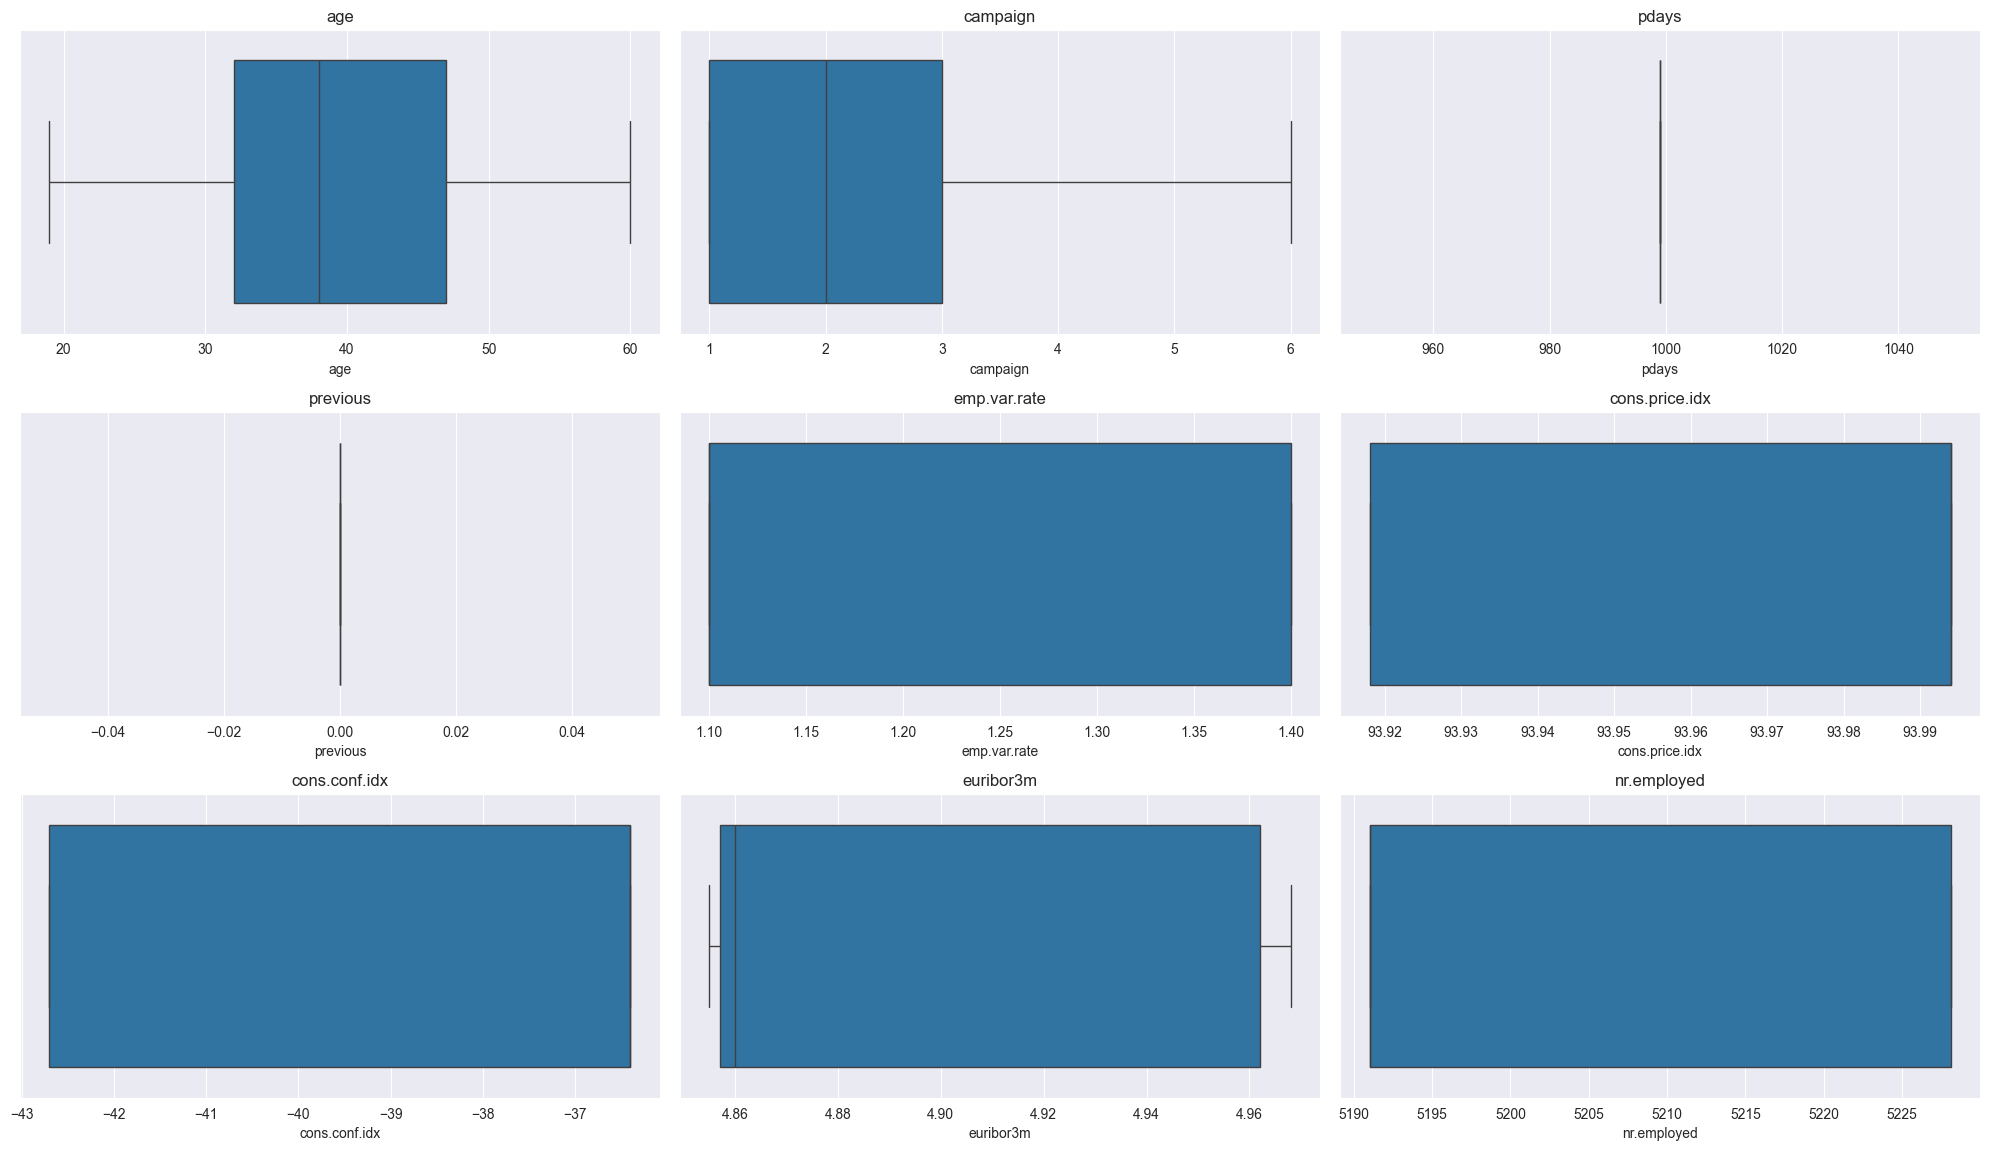 age campaign pdays
20 30 40 50 60 1 2 3 4 5 6 960 980 1000 1020 1040
age campaign pdays
previous emp.var.rate cons.price.idx
−0.04 −0.02 0.00 0.02 0.04 1.10 1.15 1.20 1.25 1.30 1.35 1.40 93.92 93.93 93.94 93.95 93.96 93.97 93.98 93.99
previous emp.var.rate cons.price.idx
cons.conf.idx euribor3m nr.employed
−43 −42 −41 −40 −39 −38 −37 4.86 4.88 4.90 4.92 4.94 4.96 5190 5195 5200 5205 5210 5215 5220 5225
cons.conf.idx euribor3m nr.employed